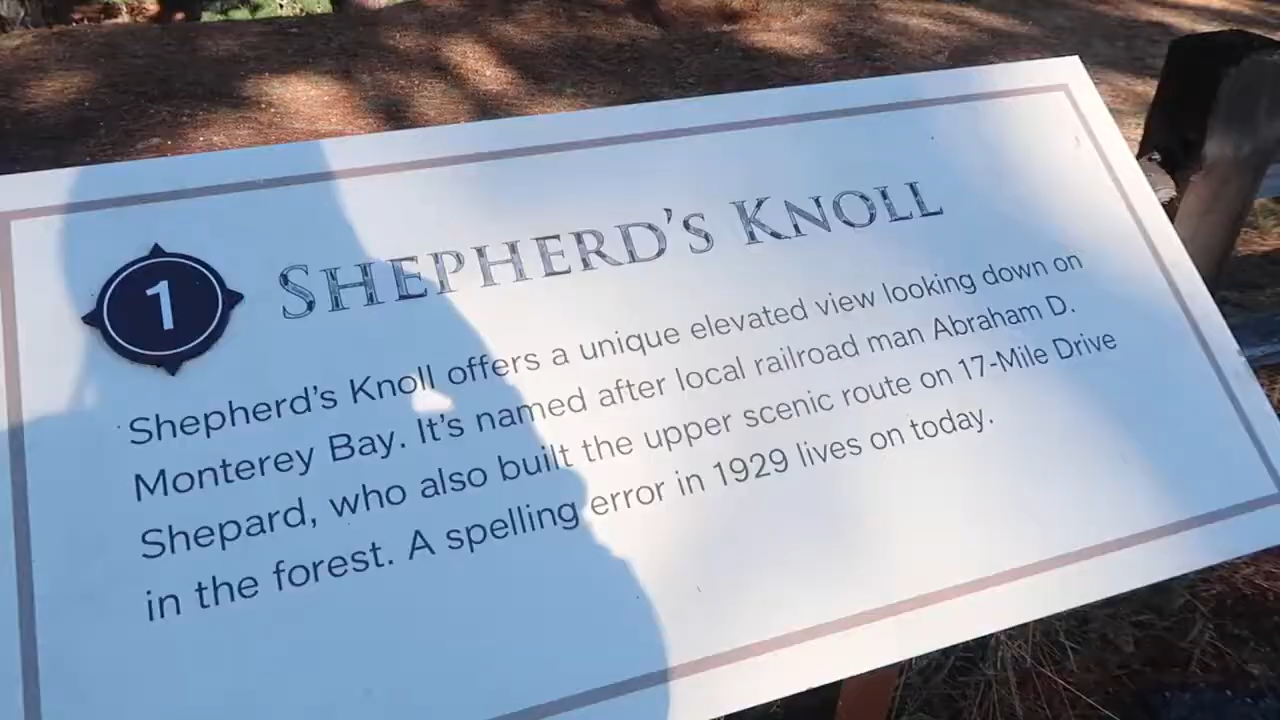 1
SHEPHERD'S KNOLL
Shepherd's Knoll offers a unique elevated view looking down on
Monterey Bay. It's named after local railroad man Abraham D.
Shepard, who also built the upper scenic route on 17-Mile Drive
in the forest. A spelling error in 1929 lives on today.